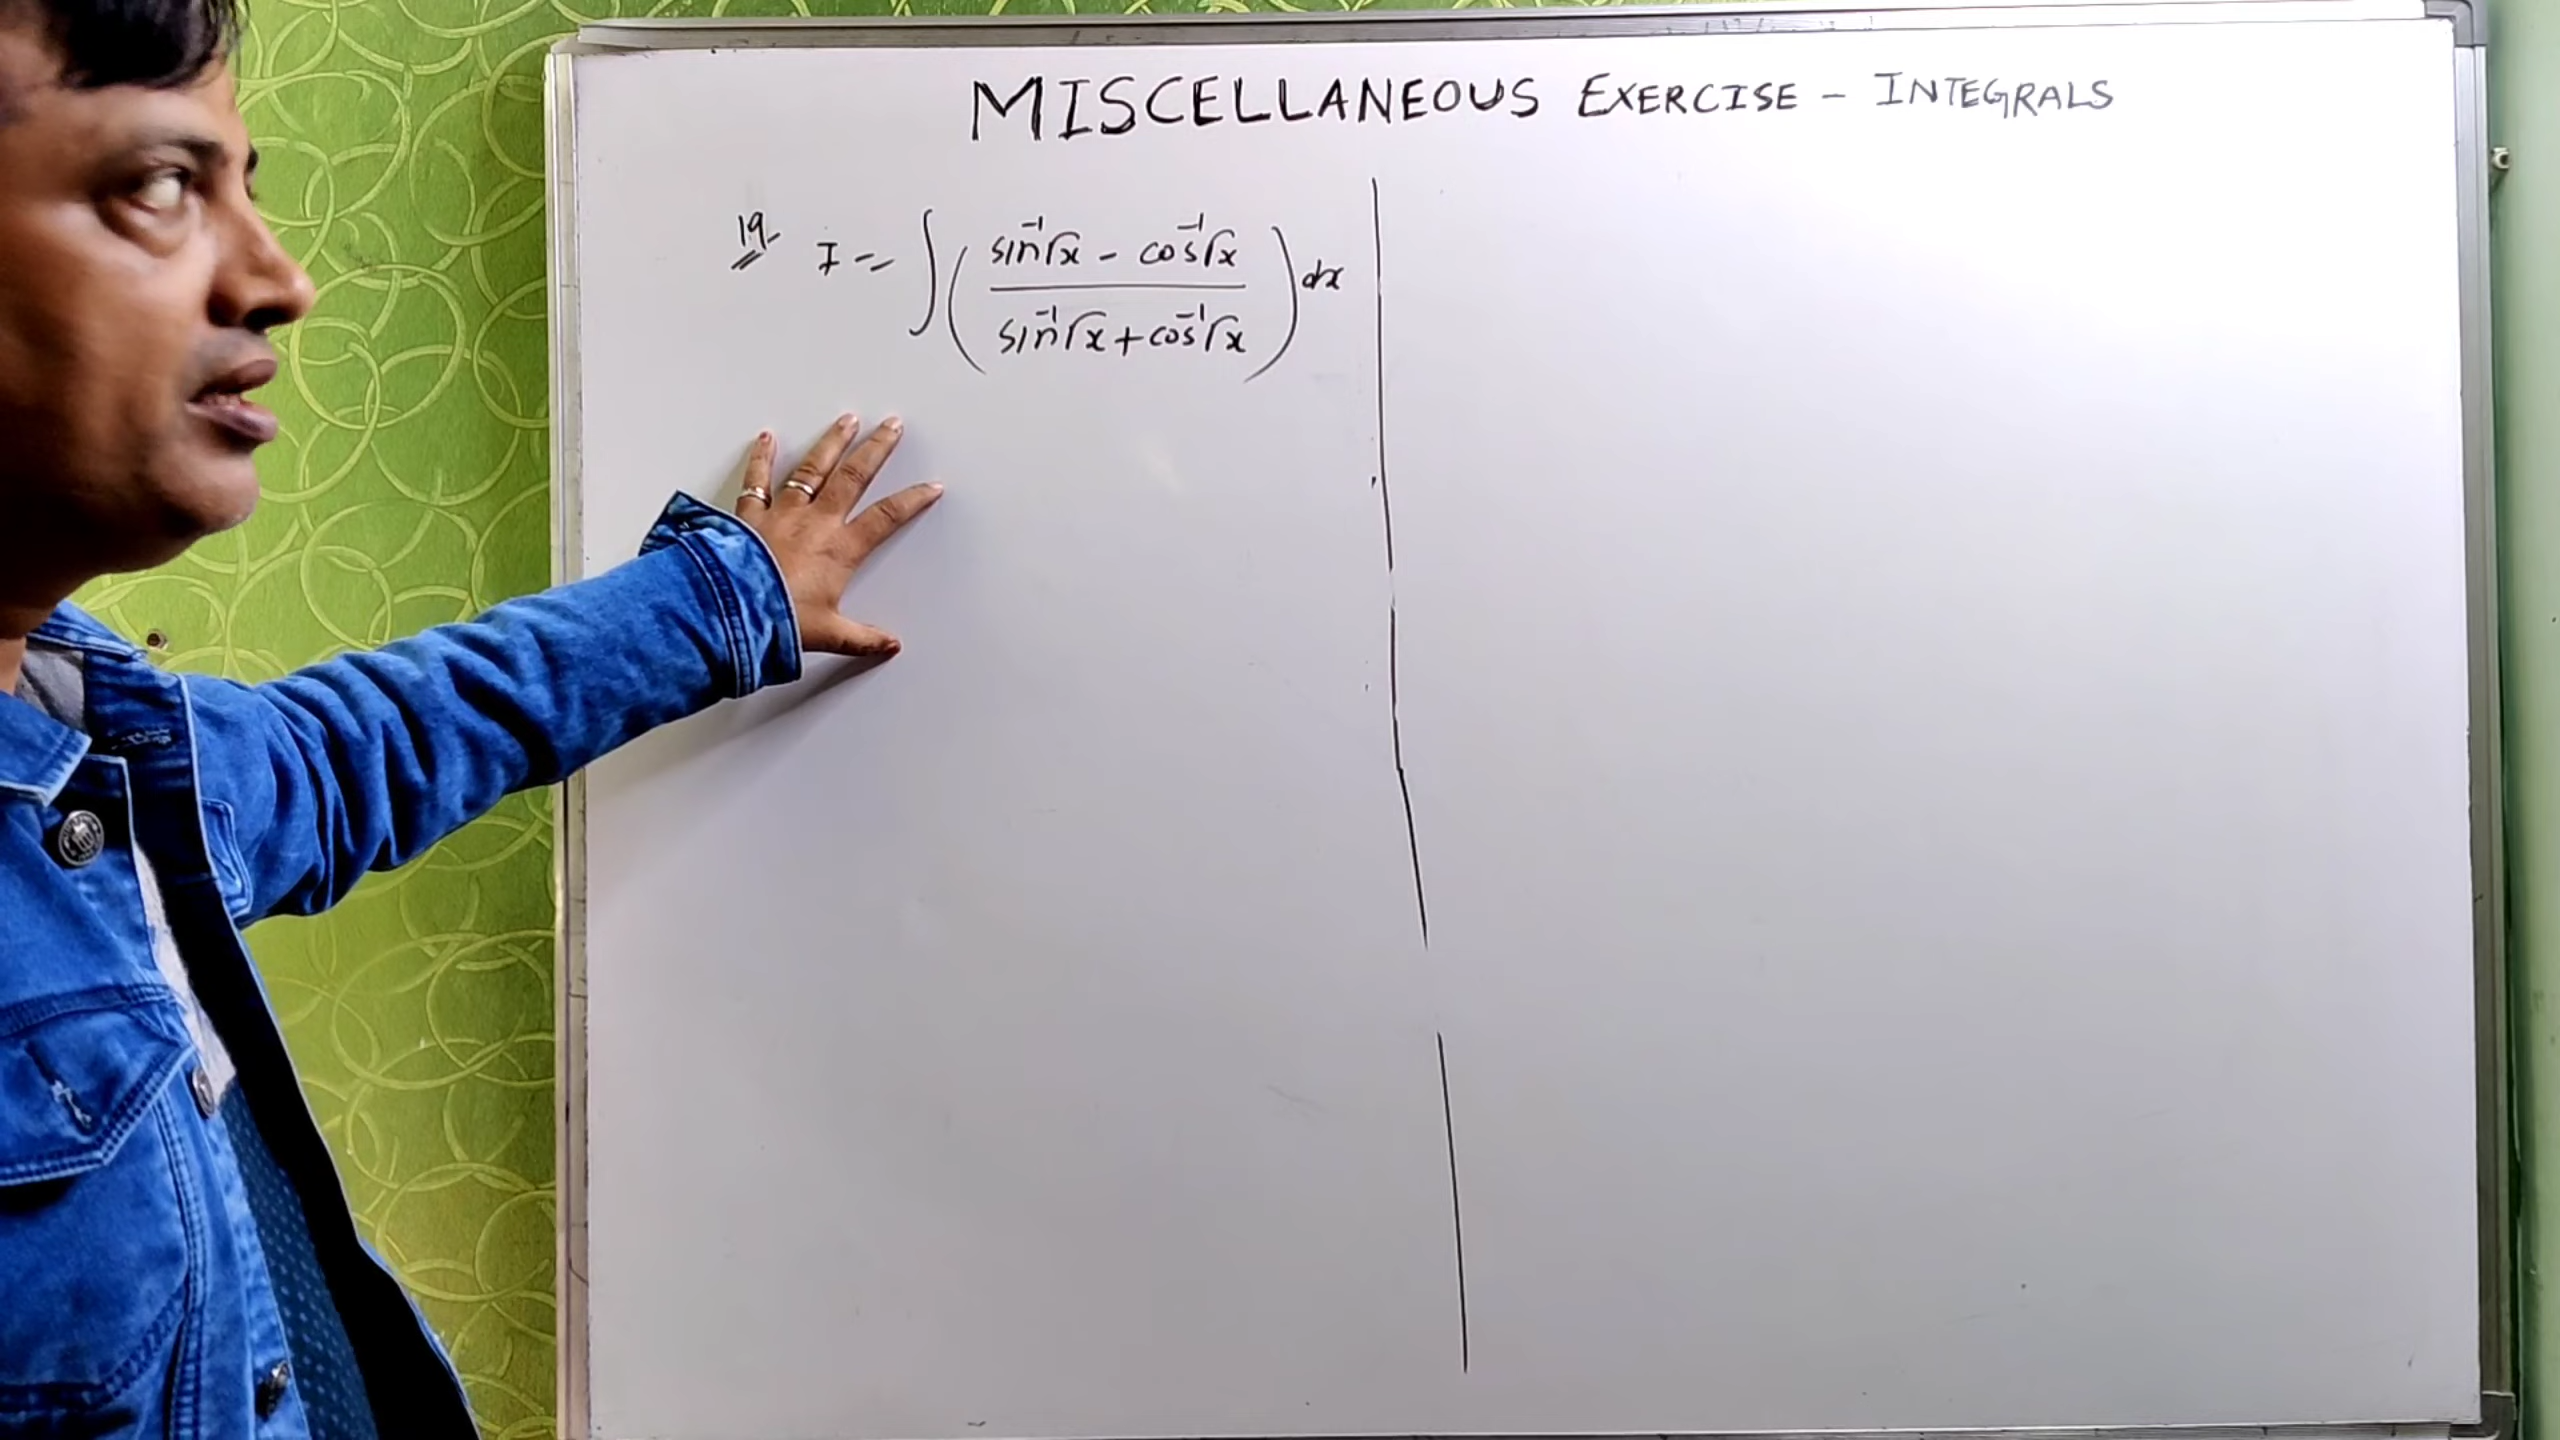 MISCELLANEOUS EXERCISE - INTEGRALS
19. I = ∫ ( (sin⁻¹√x - cos⁻¹√x) / (sin⁻¹√x + cos⁻¹√x) ) dx